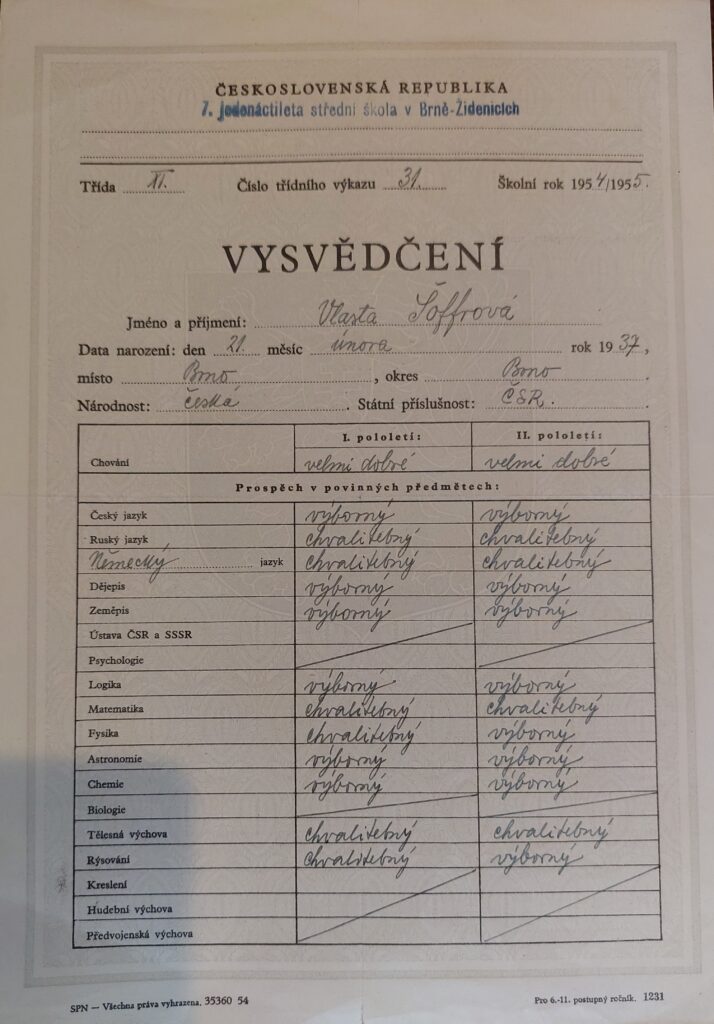 ČESKOSLOVENSKÁ REPUBLIKA
7. jedenáctiletá střední škola v Brně-Židenicích
Třída XI. Číslo třídního výkazu 31. Školní rok 1954/1955.
VYSVĚDČENÍ
Jméno a příjmení: Vlasta Šöffrová
Data narození: den 21. měsíc února rok 1937,
místo Brno, okres Brno.
Národnost: česká. Státní příslušnost: ČSR.
I. pololetí: II. pololetí:
Chování velmi dobré velmi dobré
Prospěch v povinných předmětech:
Český jazyk výborný výborný
Ruský jazyk chvalitebný chvalitebný
Německý jazyk chvalitebný chvalitebný
Dějepis výborný výborný
Zeměpis výborný výborný
Ústava ČSR a SSSR
Psychologie
Logika výborný výborný
Matematika chvalitebný chvalitebný
Fysika chvalitebný výborný
Astronomie výborný výborný
Chemie výborný výborný
Biologie
Tělesná výchova chvalitebný chvalitebný
Rýsování chvalitebný výborný
Kreslení
Hudební výchova
Předvojenská výchova
SPN — Všechna práva vyhrazena. 35360 54 Pro 6.-11. postupný ročník. 1231